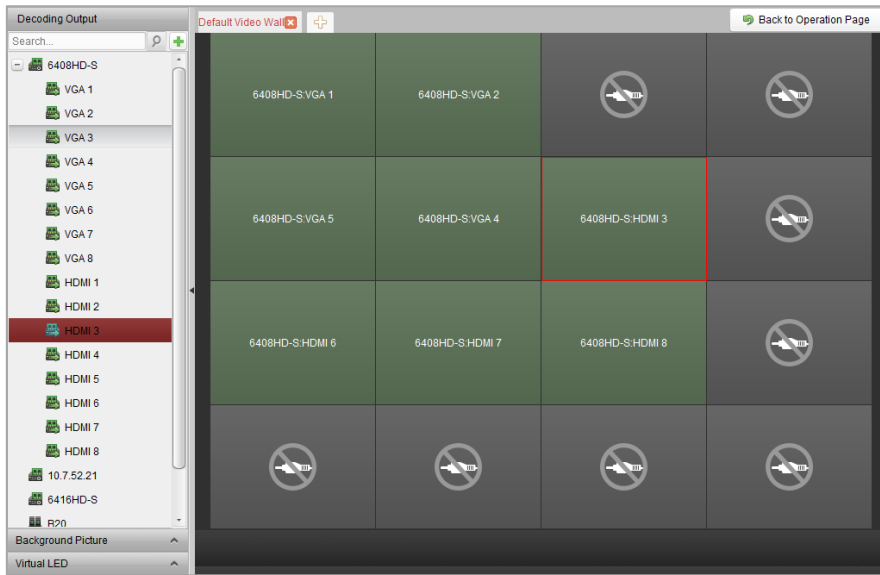 Decoding Output
Search...
6408HD-S
VGA 1
VGA 2
VGA 3
VGA 4
VGA 5
VGA 6
VGA 7
VGA 8
HDMI 1
HDMI 2
HDMI 3
HDMI 4
HDMI 5
HDMI 6
HDMI 7
HDMI 8
10.7.52.21
6416HD-S
B20
Background Picture
Virtual LED
Default Video Wall
Back to Operation Page
6408HD-S:VGA 1
6408HD-S:VGA 2
6408HD-S:VGA 5
6408HD-S:VGA 4
6408HD-S:HDMI 3
6408HD-S:HDMI 6
6408HD-S:HDMI 7
6408HD-S:HDMI 8